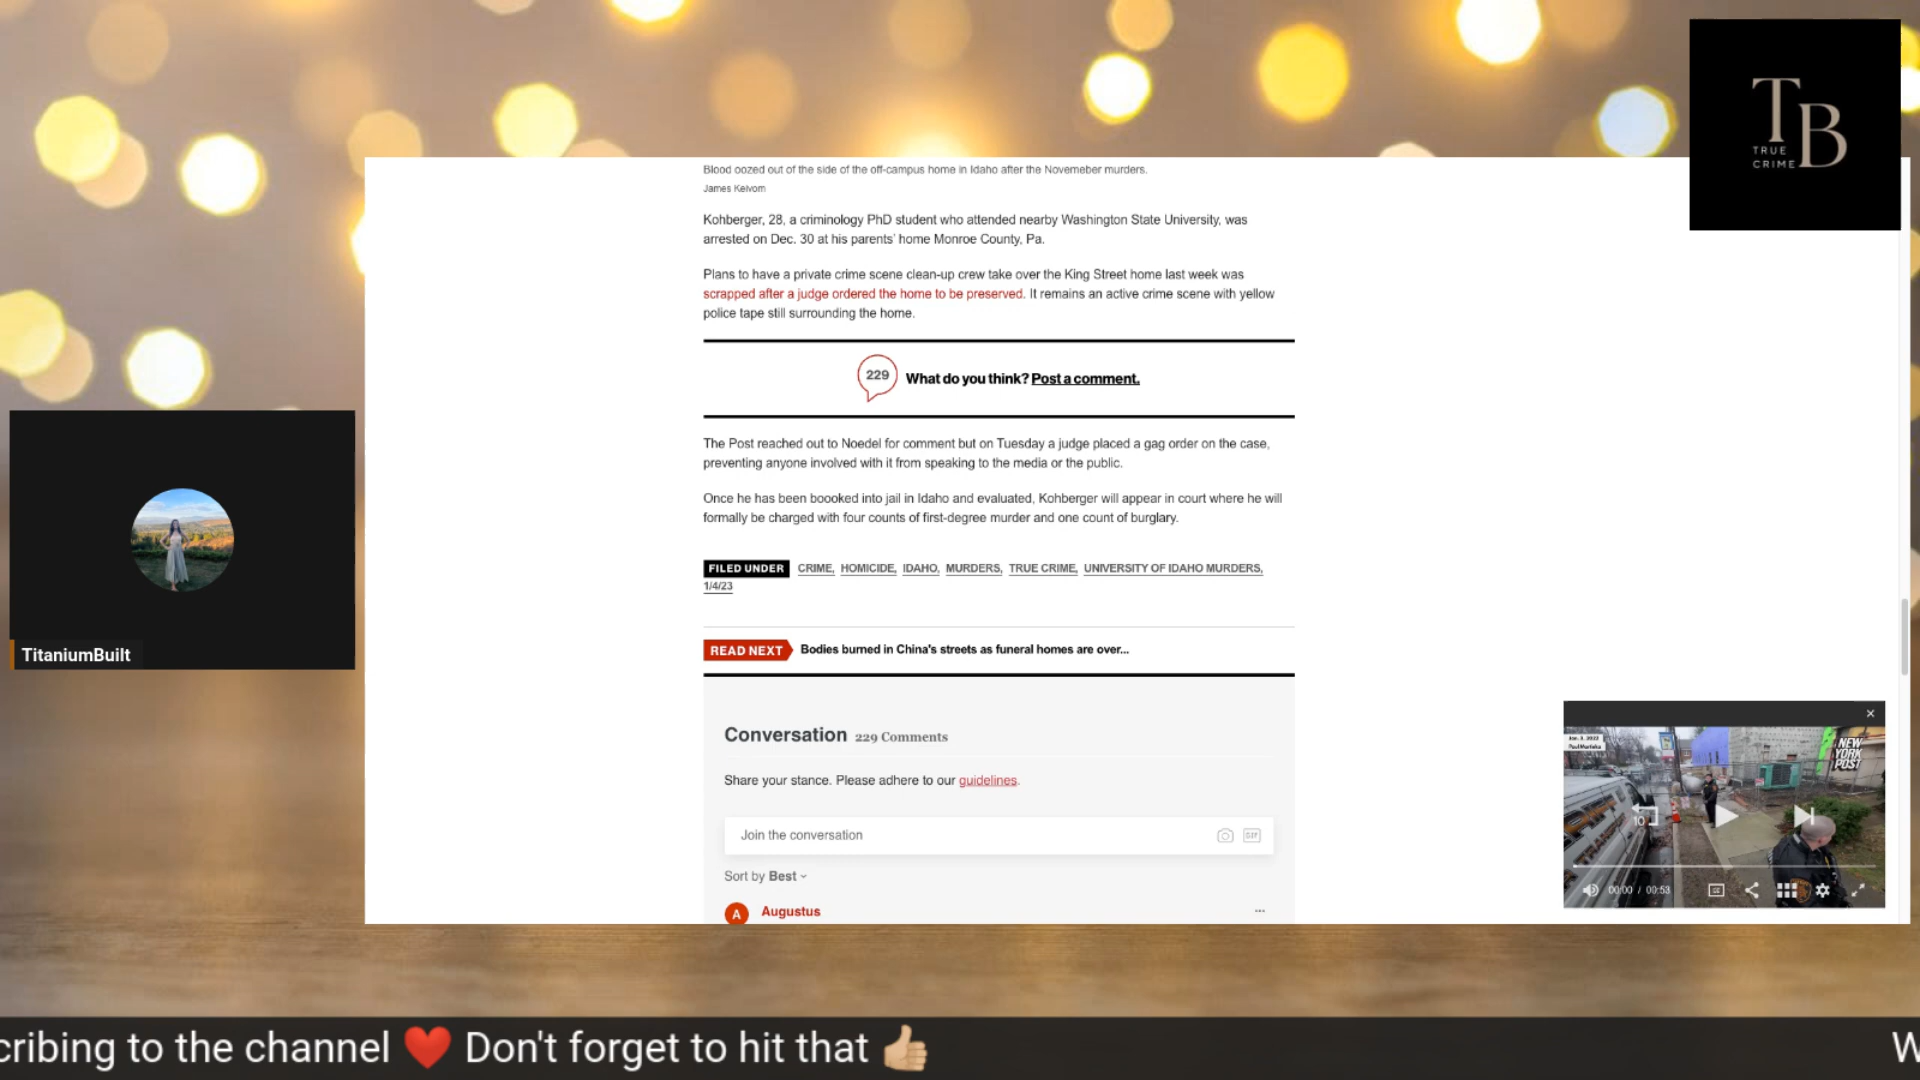 TB
TRUE
CRIME
Blood oozed out of the side of the off-campus home in Idaho after the Novemeber murders.
James Keivom
Kohberger, 28, a criminology PhD student who attended nearby Washington State University, was
arrested on Dec. 30 at his parents' home Monroe County, Pa.
Plans to have a private crime scene clean-up crew take over the King Street home last week was
scrapped after a judge ordered the home to be preserved. It remains an active crime scene with yellow
police tape still surrounding the home.
229
What do you think? Post a comment.
The Post reached out to Noedel for comment but on Tuesday a judge placed a gag order on the case,
preventing anyone involved with it from speaking to the media or the public.
Once he has been boooked into jail in Idaho and evaluated, Kohberger will appear in court where he will
formally be charged with four counts of first-degree murder and one count of burglary.
FILED UNDER CRIME, HOMICIDE, IDAHO, MURDERS, TRUE CRIME, UNIVERSITY OF IDAHO MURDERS,
1/4/23
READ NEXT Bodies burned in China's streets as funeral homes are over...
TitaniumBuilt
Conversation 229 Comments
Share your stance. Please adhere to our guidelines.
Join the conversation
GIF
Sort by Best
A Augustus
...
Jan. 3, 2022
NEW
YORK
POST
10
00:00 / 00:53
cribing to the channel ❤️ Don't forget to hit that 👍🏼
W